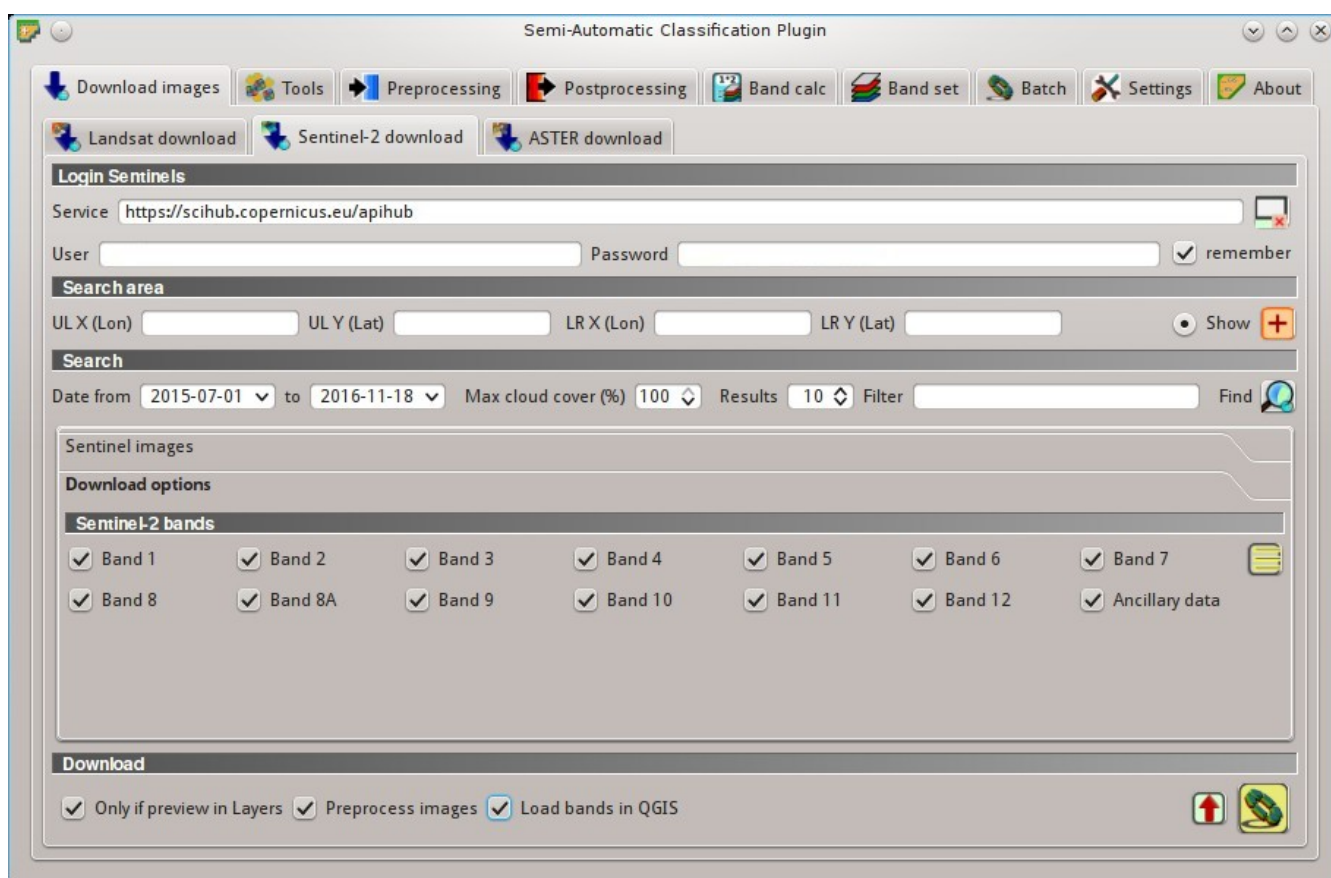 Semi-Automatic Classification Plugin
Download images Tools Preprocessing Postprocessing Band calc Band set Batch Settings About
Landsat download Sentinel-2 download ASTER download
Login Sentinels
Service https://scihub.copernicus.eu/apihub
User Password remember
Search area
UL X (Lon) UL Y (Lat) LR X (Lon) LR Y (Lat) Show
Search
Date from 2015-07-01 to 2016-11-18 Max cloud cover (%) 100 Results 10 Filter Find
Sentinel images
Download options
Sentinel-2 bands
Band 1 Band 2 Band 3 Band 4 Band 5 Band 6 Band 7
Band 8 Band 8A Band 9 Band 10 Band 11 Band 12 Ancillary data
Download
Only if preview in Layers Preprocess images Load bands in QGIS